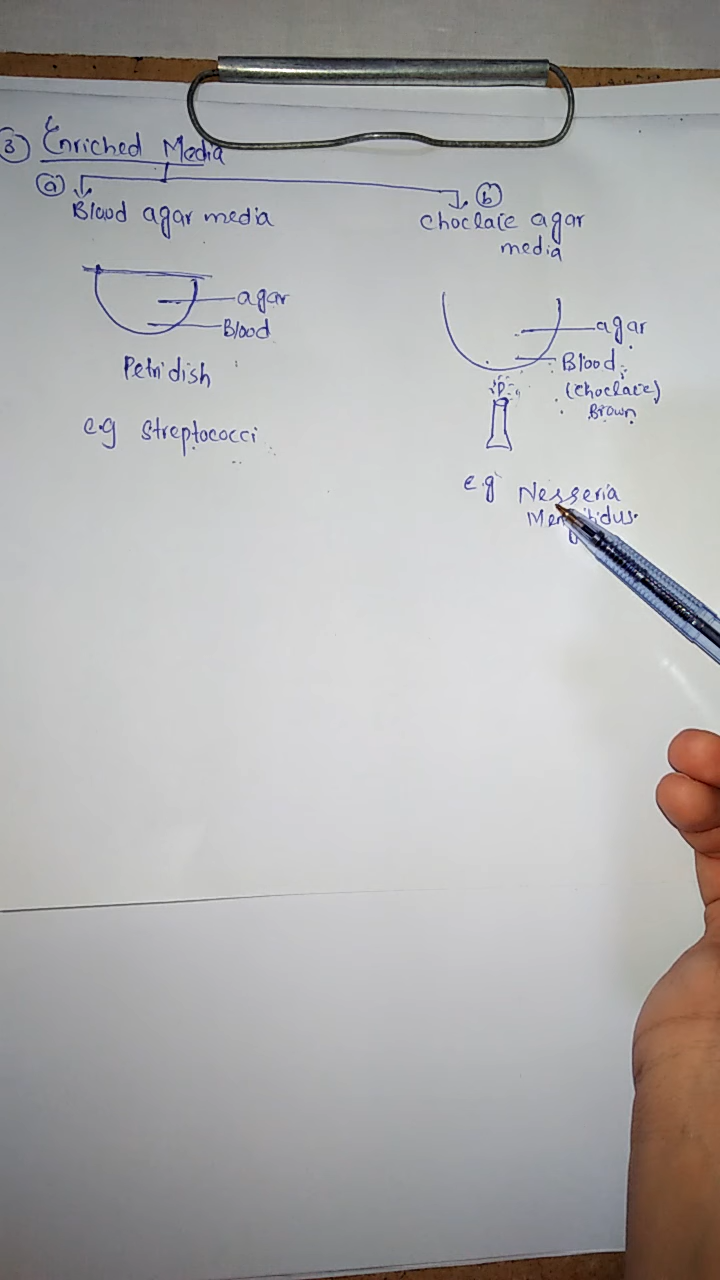 3 Enriched Media
a b
Blood agar media
Choclate agar
media
agar
Blood
agar
Blood
(choclate)
Brown
Petridish
e.g Streptococci
e.g Nesseria